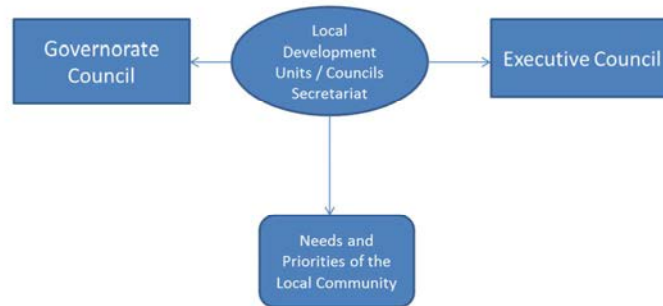 Governorate
Council
Local
Development
Units / Councils
Secretariat
Executive Council
Needs and
Priorities of the
Local Community